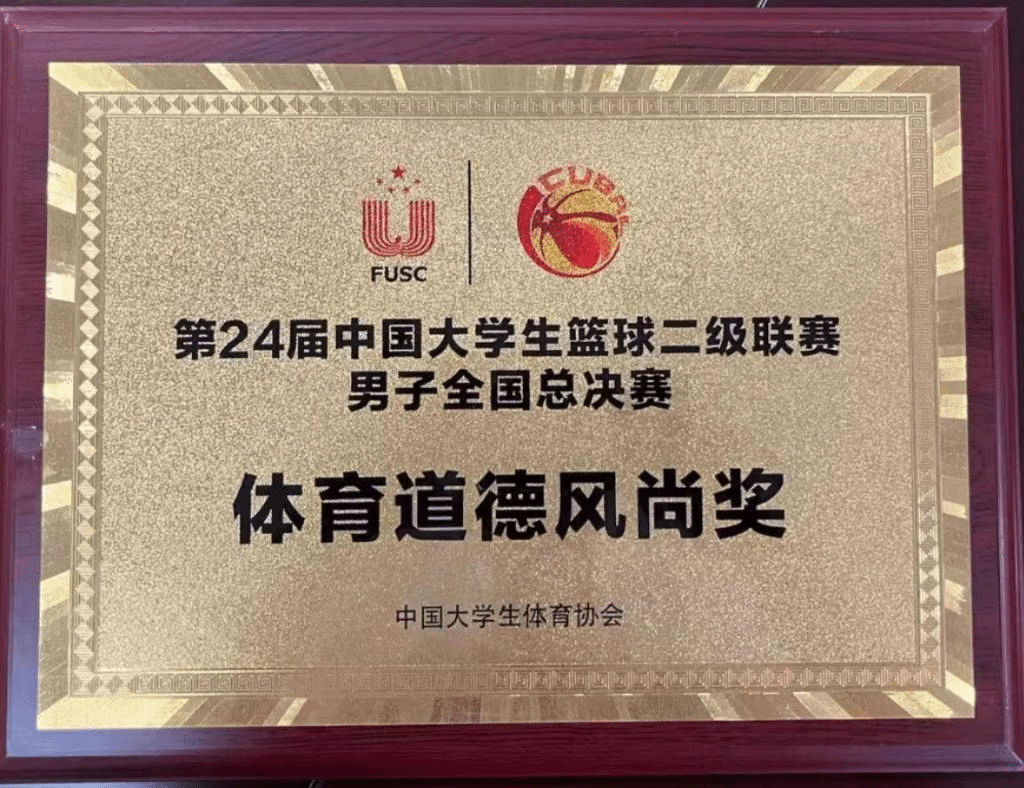 FUSC
CUBAL
第24届中国大学生篮球二级联赛
男子全国总决赛
体育道德风尚奖
中国大学生体育协会